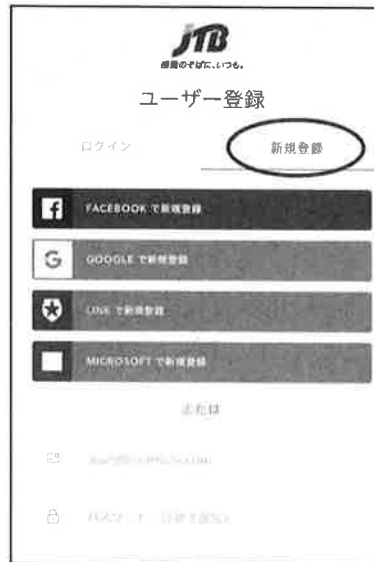 JTB
感動のそばに、いつも。
ユーザー登録
ログイン
新規登録
FACEBOOK で新規登録
GOOGLE で新規登録
LINE で新規登録
MICROSOFT で新規登録
または